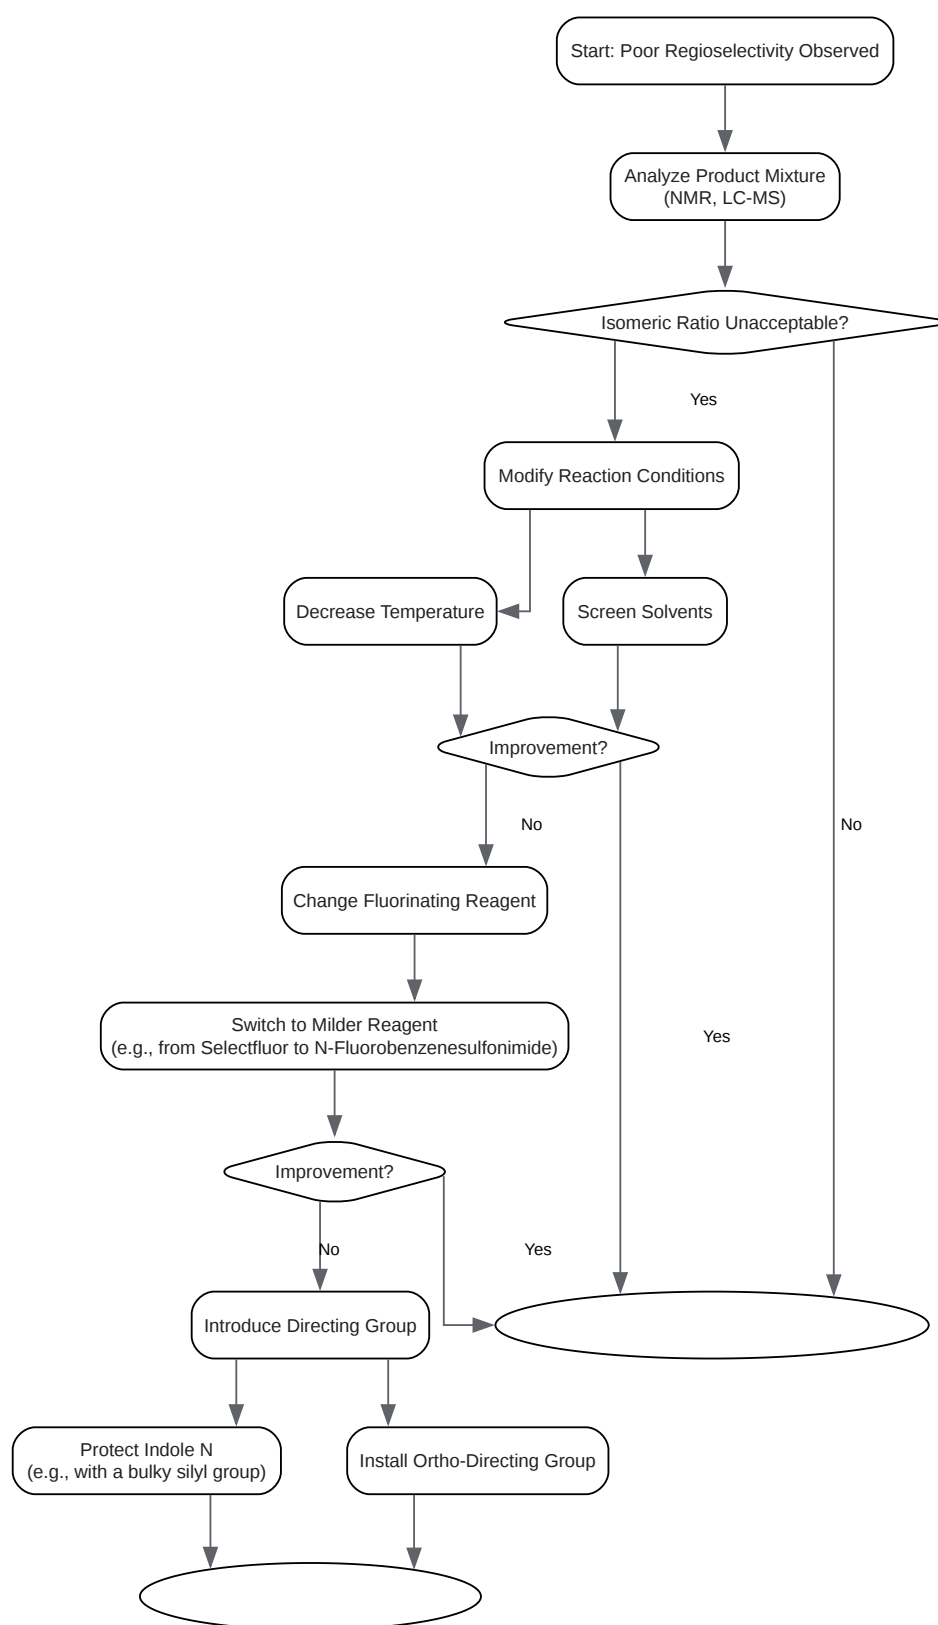 Start: Poor Regioselectivity Observed
Analyze Product Mixture
(NMR, LC-MS)
Isomeric Ratio Unacceptable?
Yes
Modify Reaction Conditions
Decrease Temperature
Screen Solvents
Improvement?
No
No
Change Fluorinating Reagent
Switch to Milder Reagent
(e.g., from Selectfluor to N-Fluorobenzenesulfonimide)
Yes
Improvement?
No
Yes
Introduce Directing Group
Protect Indole N
(e.g., with a bulky silyl group)
Install Ortho-Directing Group